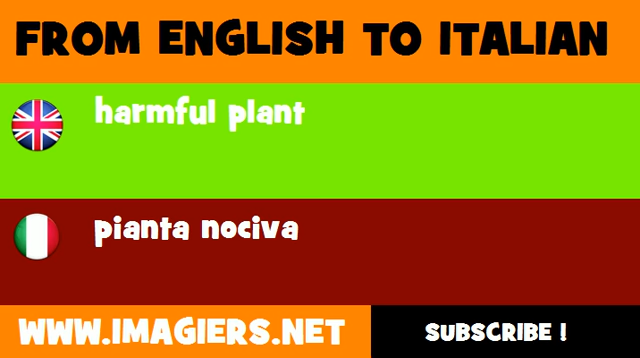 FROM ENGLISH TO ITALIAN
harmful plant
pianta nociva
WWW.IMAGIERS.NET
SUBSCRIBE !